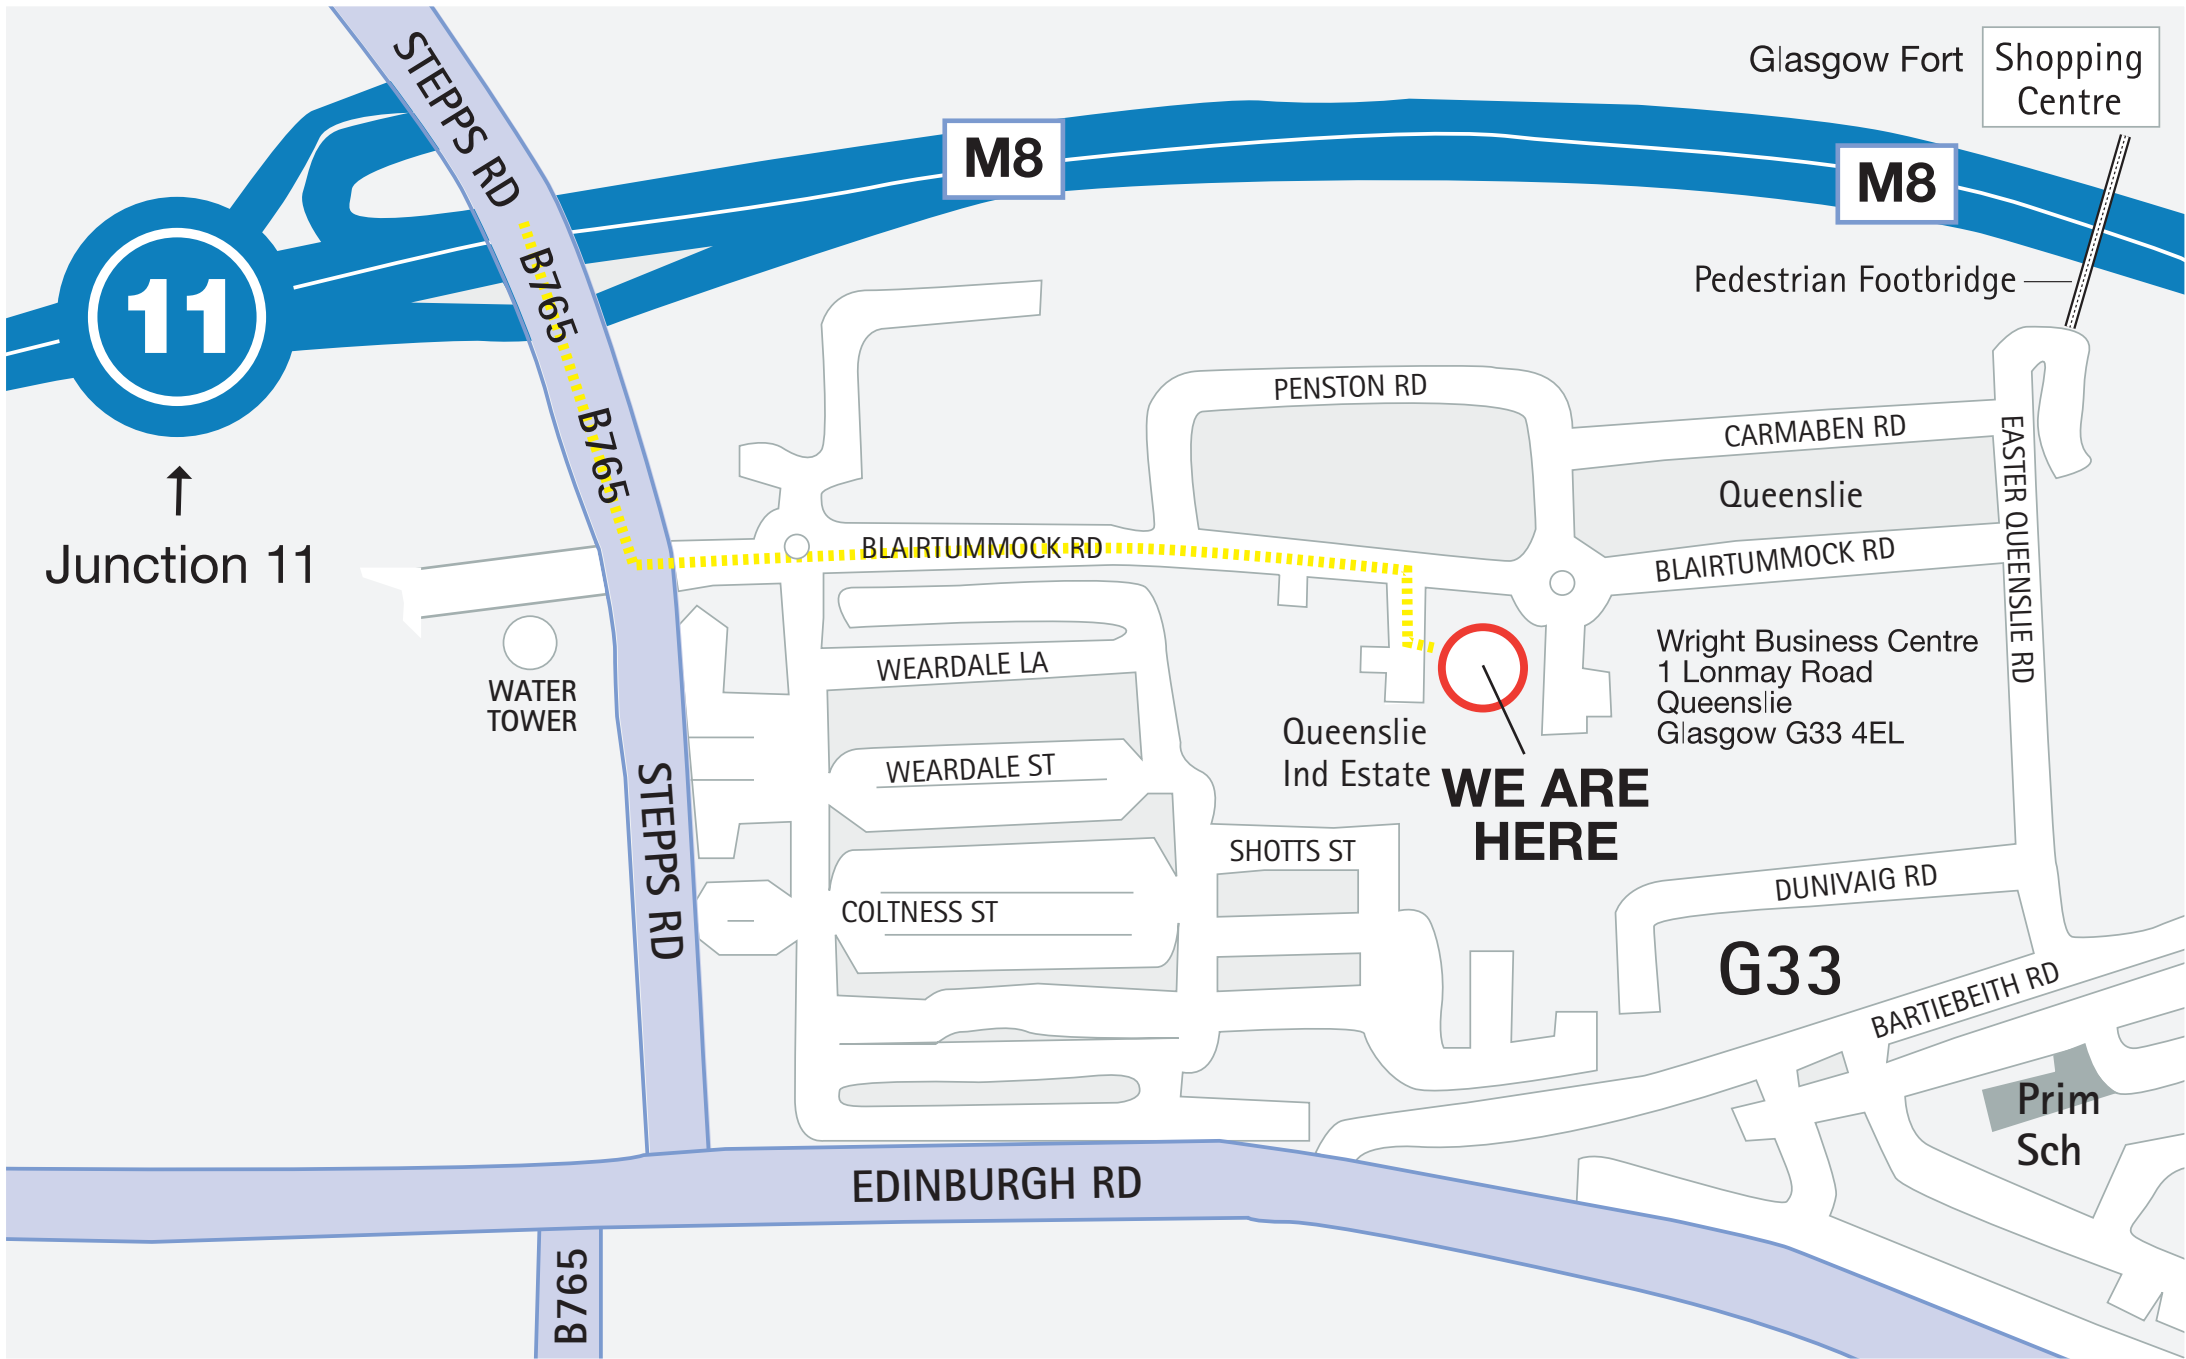 Glasgow Fort
Shopping
Centre
STEPPS RD
M8
M8
B765
Pedestrian Footbridge
11
B765
PENSTON RD
CARMABEN RD
Queenslie
EASTER QUEENSLIE RD
Junction 11
BLAIRTUMMOCK RD
BLAIRTUMMOCK RD
WATER
TOWER
WEARDALE LA
Wright Business Centre
1 Lonmay Road
Queenslie
Glasgow G33 4EL
Queenslie
Ind Estate
WE ARE
HERE
WEARDALE ST
STEPPS RD
SHOTTS ST
COLTNESS ST
DUNIVAIG RD
G33
BARTIEBEITH RD
Prim
Sch
EDINBURGH RD
B765